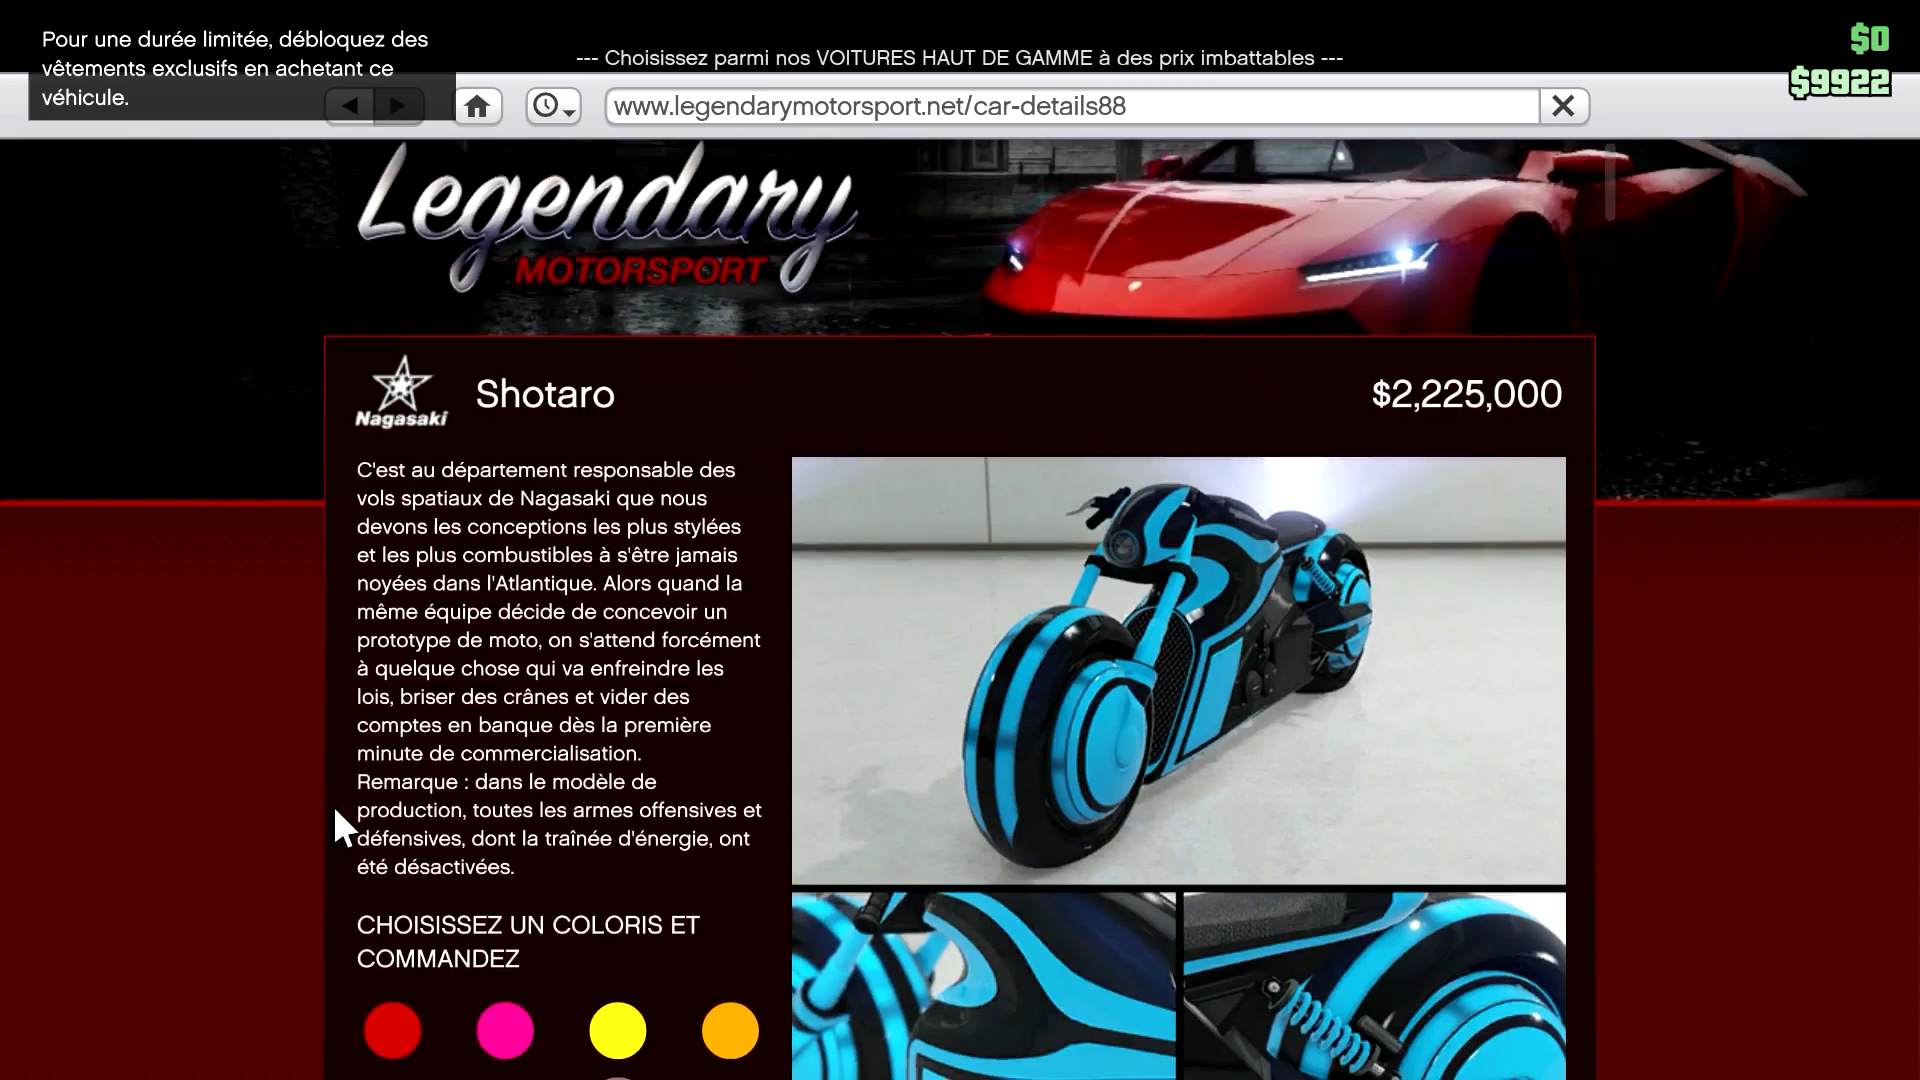 Pour une durée limitée, débloquez des
vêtements exclusifs en achetant ce
véhicule.
--- Choisissez parmi nos VOITURES HAUT DE GAMME à des prix imbattables ---
$0
$9922
www.legendarymotorsport.net/car-details88
Legendary
MOTORSPORT
Nagasaki
Shotaro
$2,225,000
C'est au département responsable des
vols spatiaux de Nagasaki que nous
devons les conceptions les plus stylées
et les plus combustibles à s'être jamais
noyées dans l'Atlantique. Alors quand la
même équipe décide de concevoir un
prototype de moto, on s'attend forcément
à quelque chose qui va enfreindre les
lois, briser des crânes et vider des
comptes en banque dès la première
minute de commercialisation.
Remarque : dans le modèle de
production, toutes les armes offensives et
défensives, dont la traînée d'énergie, ont
été désactivées.
CHOISISSEZ UN COLORIS ET
COMMANDEZ